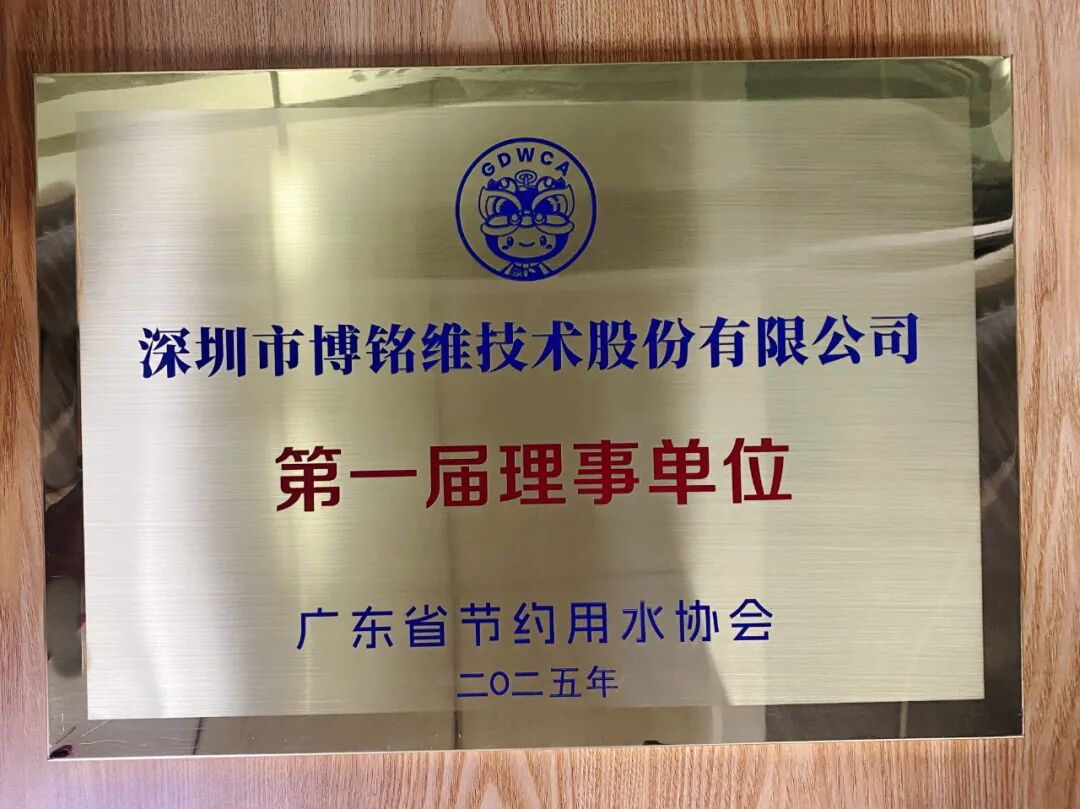 GDWCA
深圳市博铭维技术股份有限公司
第一届理事单位
广东省节约用水协会
二〇二五年